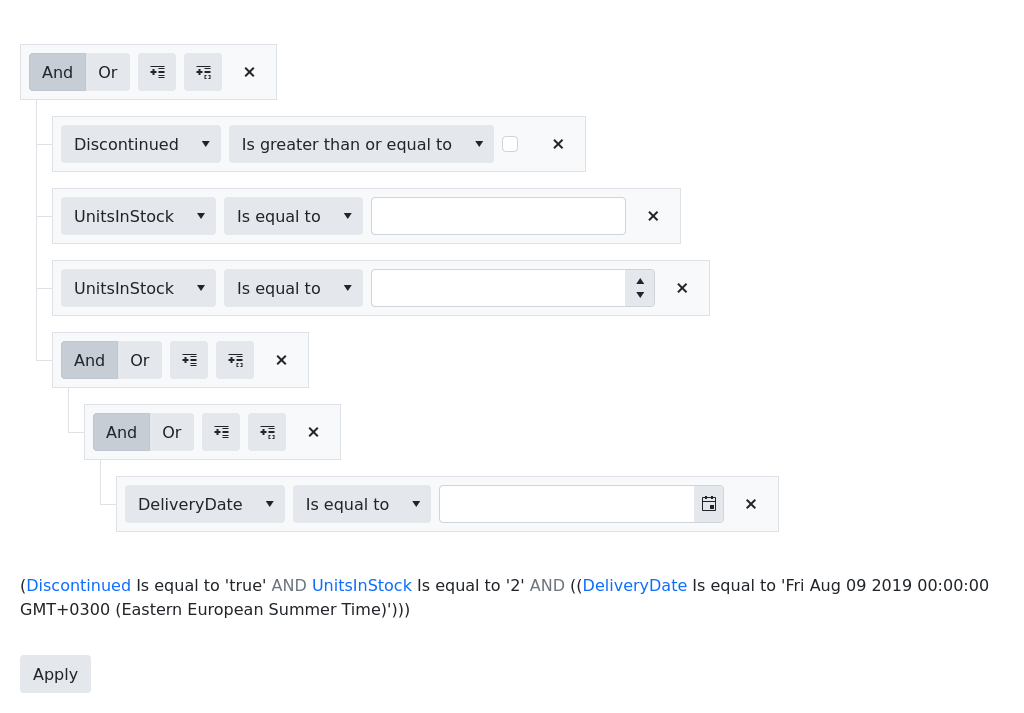 And Or
Discontinued Is greater than or equal to
UnitsInStock Is equal to
UnitsInStock Is equal to
And Or
And Or
DeliveryDate Is equal to
(Discontinued Is equal to 'true' AND UnitsInStock Is equal to '2' AND ((DeliveryDate Is equal to 'Fri Aug 09 2019 00:00:00
GMT+0300 (Eastern European Summer Time)')))
Apply